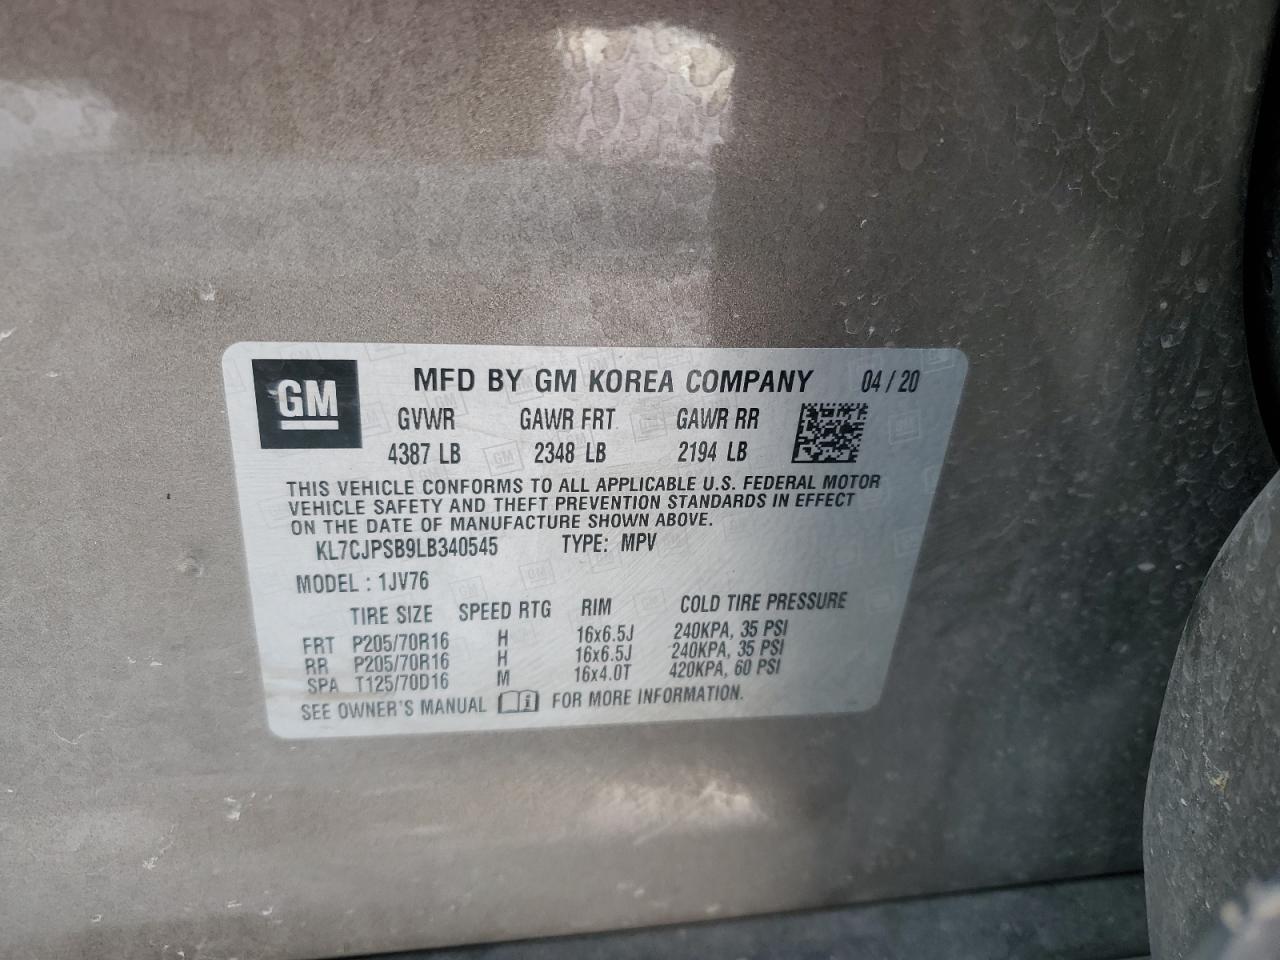 GM
MFD BY GM KOREA COMPANY 04 / 20
GVWR GAWR FRT GAWR RR
4387 LB 2348 LB 2194 LB
THIS VEHICLE CONFORMS TO ALL APPLICABLE U.S. FEDERAL MOTOR
VEHICLE SAFETY AND THEFT PREVENTION STANDARDS IN EFFECT
ON THE DATE OF MANUFACTURE SHOWN ABOVE.
KL7CJPSB9LB340545 TYPE: MPV
MODEL : 1JV76
TIRE SIZE SPEED RTG RIM COLD TIRE PRESSURE
FRT P205/70R16 H 16x6.5J 240KPA, 35 PSI
RR P205/70R16 H 16x6.5J 240KPA, 35 PSI
SPA T125/70D16 M 16x4.0T 420KPA, 60 PSI
SEE OWNER'S MANUAL FOR MORE INFORMATION.